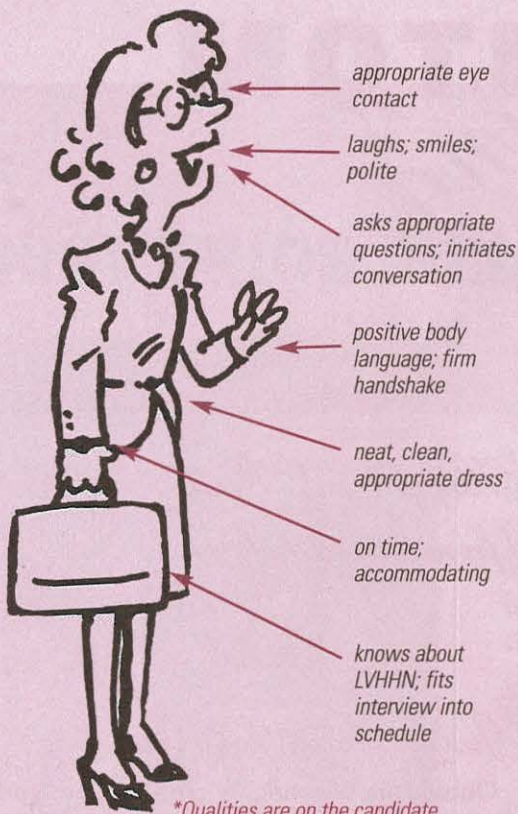 appropriate eye
contact
laughs; smiles;
polite
asks appropriate
questions; initiates
conversation
positive body
language; firm
handshake
neat, clean,
appropriate dress
on time;
accommodating
knows about
LVHHN; fits
interview into
schedule
*Qualities are on the candidate